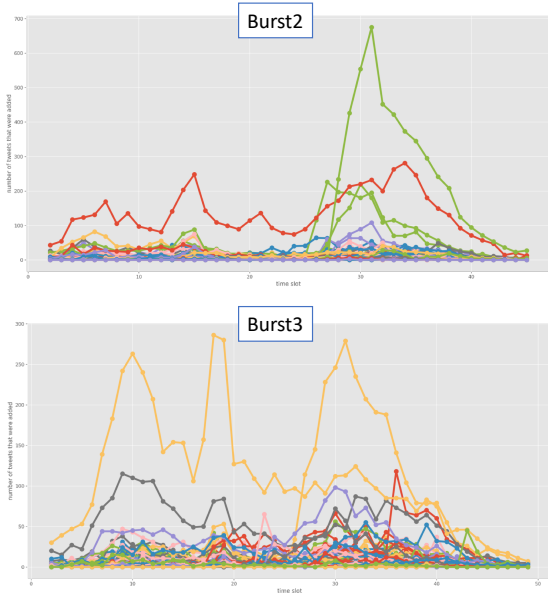 Burst2
700
600
500
400
300
200
100
0
0 10 20 30 40
number of tweets that were added
time slot
Burst3
300
250
200
150
100
50
0
0 10 20 30 40 50
number of tweets that were added
time slot